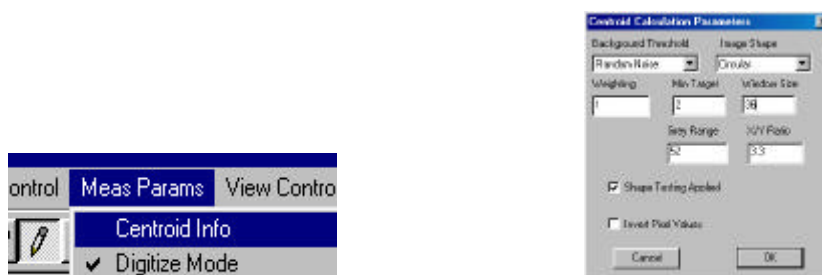 ontrol Meas Params View Contro
Centroid Info
✓ Digitize Mode
Centroid Calculation Parameters
Background Threshold Image Shape
Random Noise Circular
Weighting Min Target Window Size
1 2 36
Grey Range X/Y Ratio
52 3.3
Shape Testing Applied
Invert Pixel Values
Cancel OK